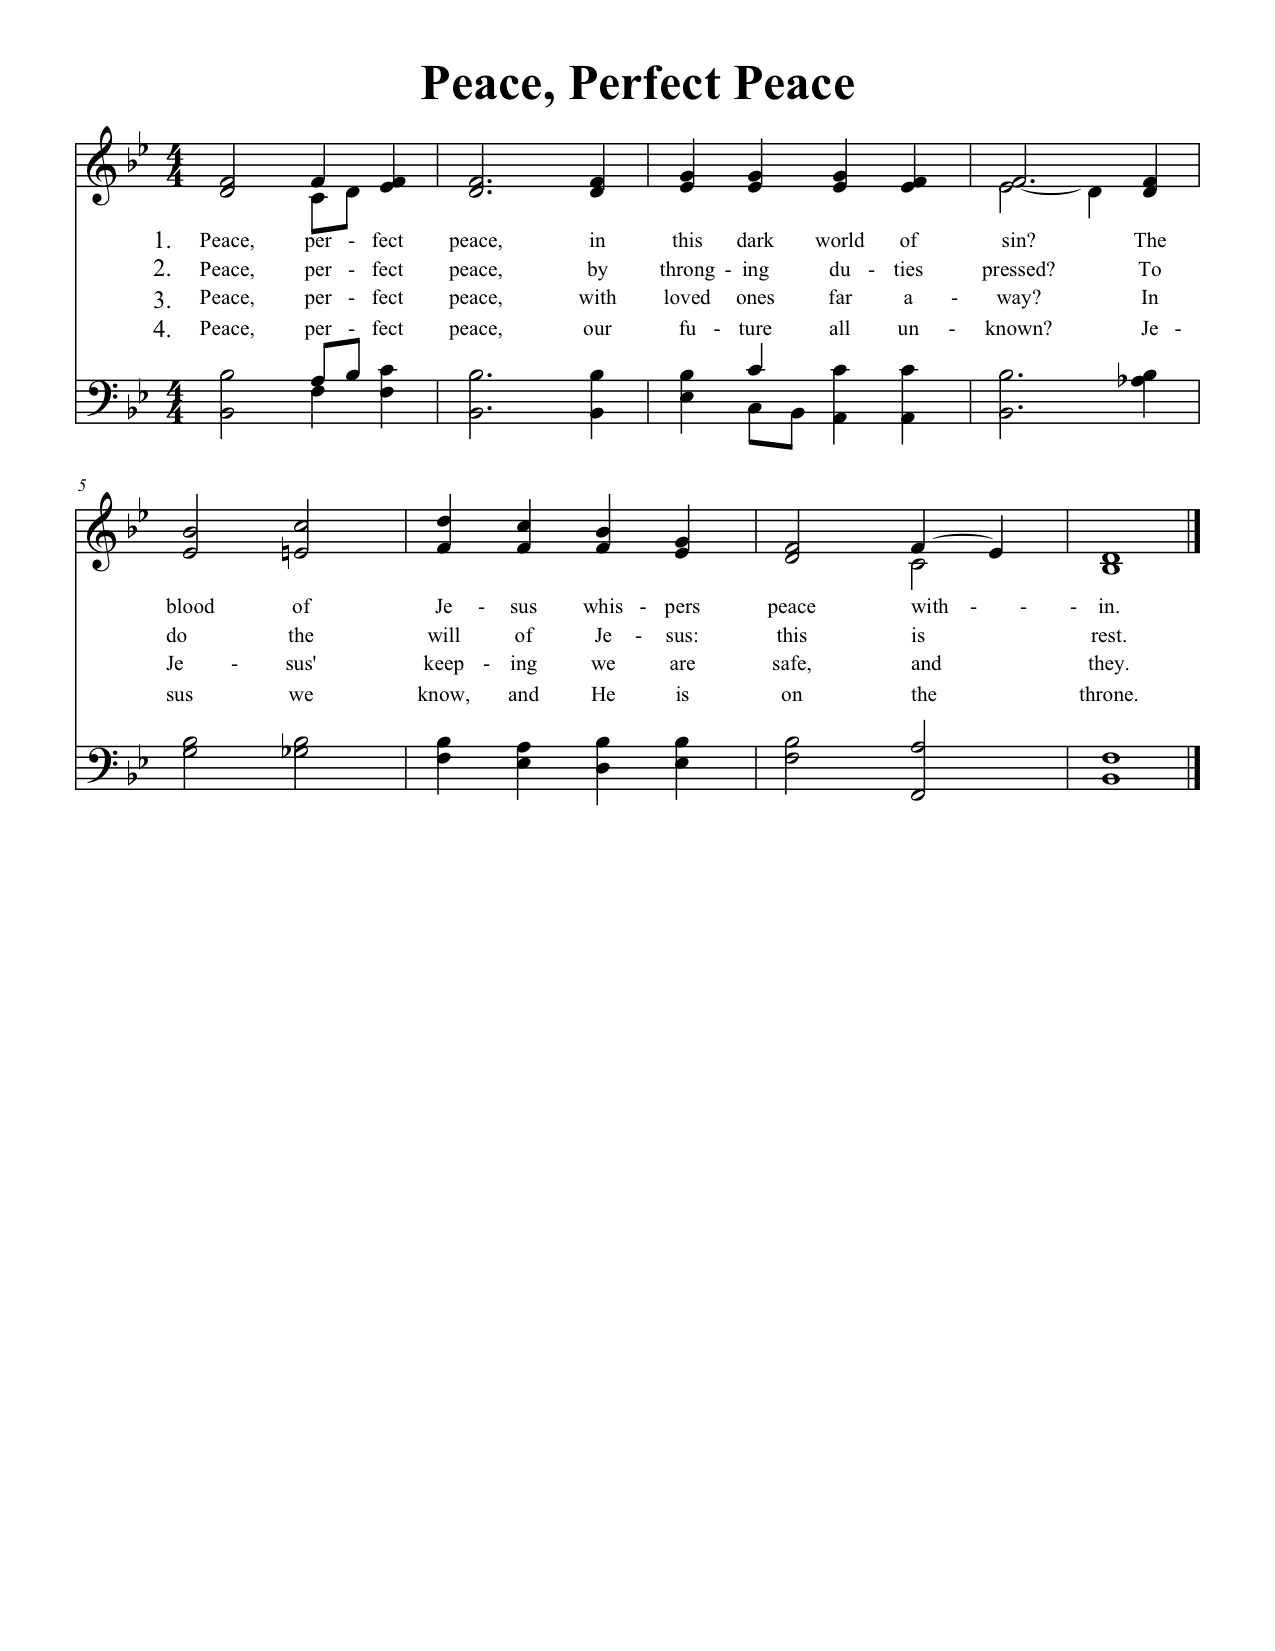 Peace, Perfect Peace
4 4
1. Peace, per - fect peace, in this dark world of sin? The
2. Peace, per - fect peace, by throng - ing du - ties pressed? To
3. Peace, per - fect peace, with loved ones far a - way? In
4. Peace, per - fect peace, our fu - ture all un - known? Je -
4 4
5
blood of Je - sus whis - pers peace with - - - in.
do the will of Je - sus: this is rest.
Je - sus' keep - ing we are safe, and they.
sus we know, and He is on the throne.